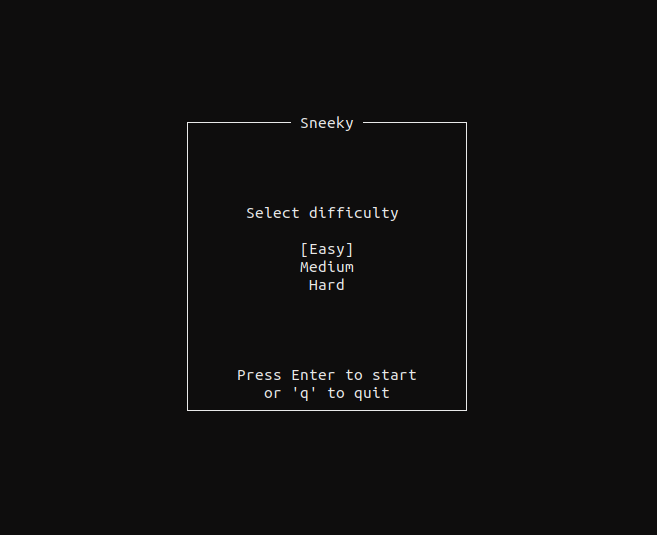 Sneeky
Select difficulty
[Easy]
Medium
Hard
Press Enter to start
or 'q' to quit